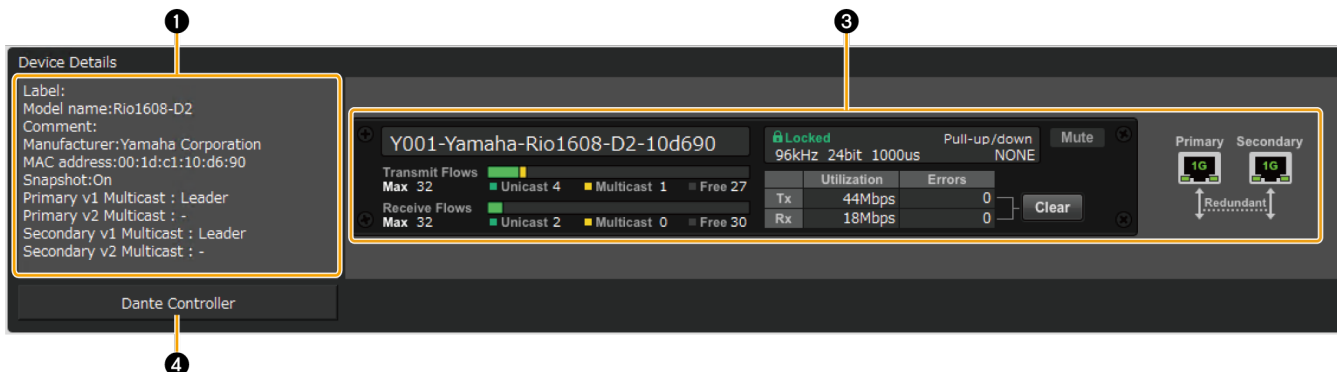 ❶ ❸
Device Details
Label:
Model name:Rio1608-D2
Comment:
Manufacturer:Yamaha Corporation
MAC address:00:1d:c1:10:d6:90
Snapshot:On
Primary v1 Multicast : Leader
Primary v2 Multicast : -
Secondary v1 Multicast : Leader
Secondary v2 Multicast : -
Y001-Yamaha-Rio1608-D2-10d690
Transmit Flows
Max 32 Unicast 4 Multicast 1 Free 27
Receive Flows
Max 32 Unicast 2 Multicast 0 Free 30
Locked Pull-up/down
96kHz 24bit 1000us NONE
Mute
Utilization Errors
Tx 44Mbps 0
Rx 18Mbps 0
Clear
Primary Secondary
1G 1G
Redundant
Dante Controller
❹